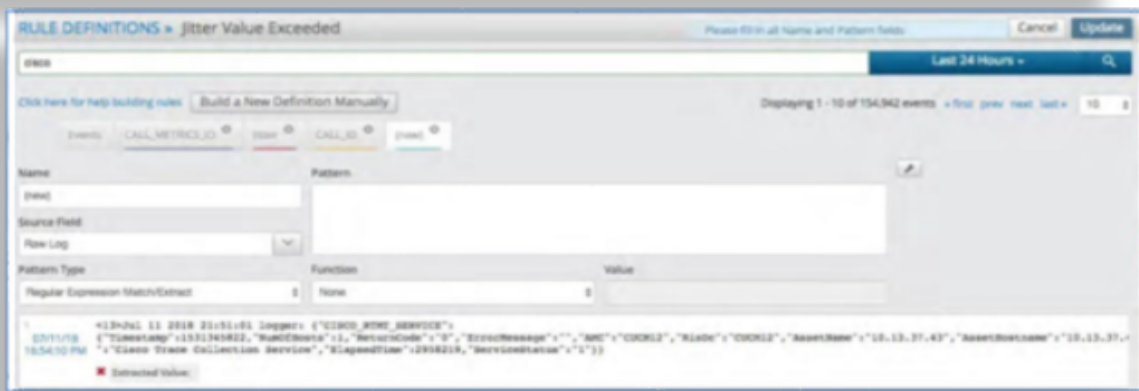 RULE DEFINITIONS » Jitter Value Exceeded
Please fill in all Name and Pattern fields
Cancel
Update
cisco
Last 24 Hours
Click here for help building rules
Build a New Definition Manually
Displaying 1 - 10 of 154,942 events « first prev next last »
10
Events
CALL_METRICS_ID
CALL_ID
(new)
Name
Pattern
(new)
Source Field
Raw Log
Pattern Type
Function
Value
Regular Expression Match/Extract
None
1
<13>Jul 11 2018 21:51:01 logger: {"CISCO_RTMT_SERVICE":
07/11/18
{"Timestamp":1531345822,"NumOfHosts":1,"ReturnCode":"0","ErrorMessage":"","AMC":"CUCM12","RisDc":"CUCM12","AssetName":"10.13.37.43","AssetHostname":"10.13.37.
16:54:10 PM
":"Cisco Trace Collection Service","ElapsedTime":2958219,"ServiceStatus":"1"}}
Extracted Value: